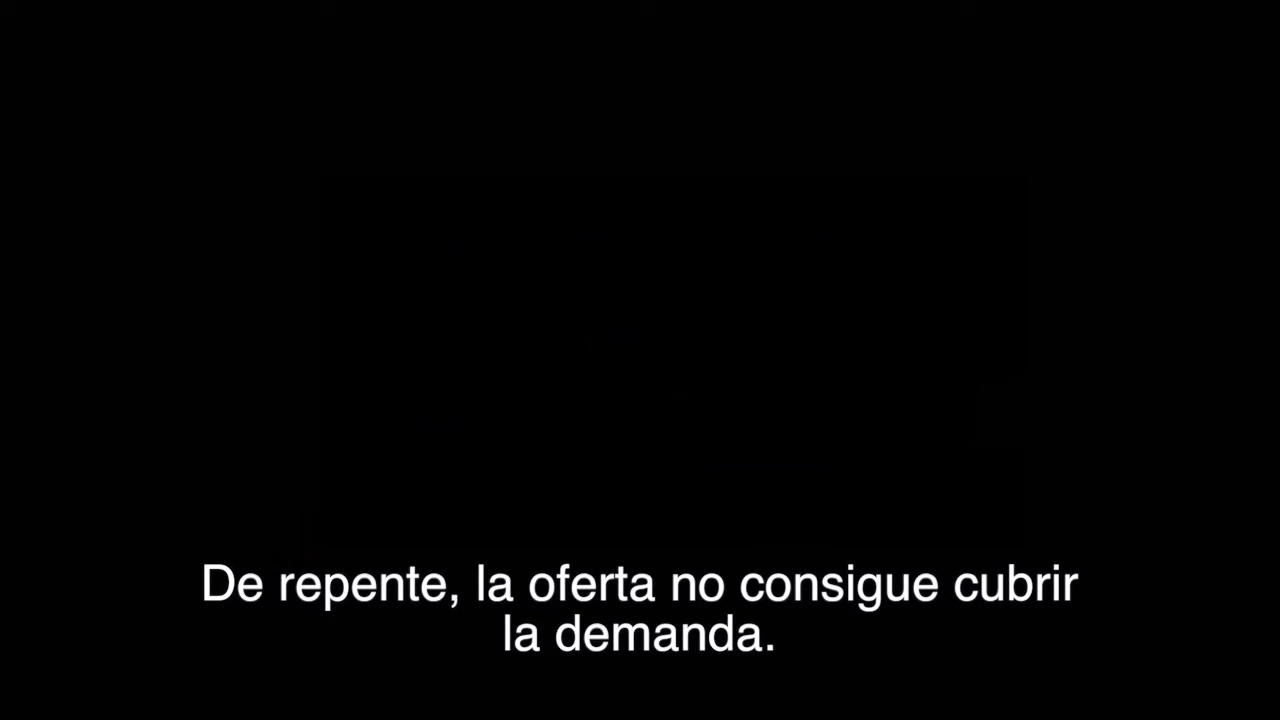 De repente, la oferta no consigue cubrir
la demanda.